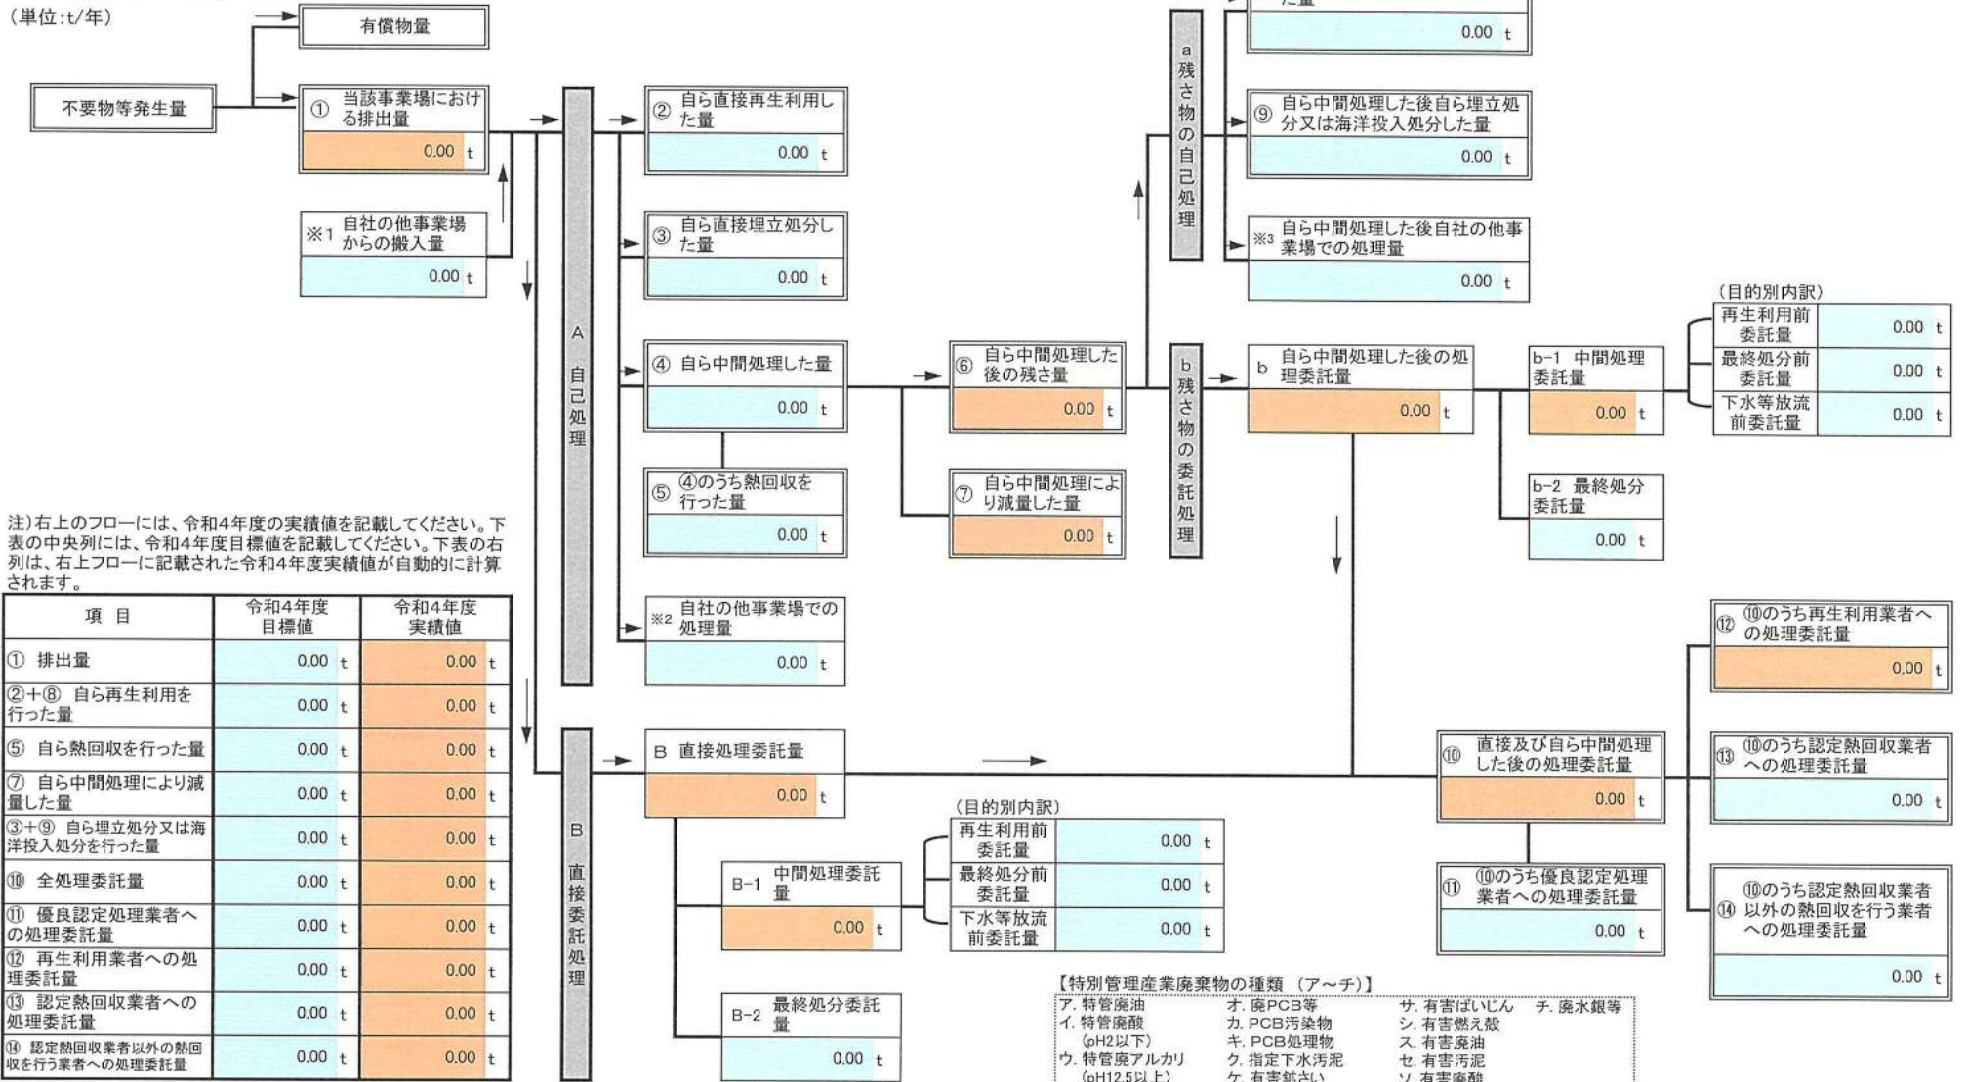 (単位:t/年)
有償物量
不要物等発生量
① 当該事業場におけ
る排出量
0.00 t
※1 自社の他事業場
からの搬入量
0.00 t
A 自己処理
② 自ら直接再生利用し
た量
0.00 t
③ 自ら直接埋立処分し
た量
0.00 t
④ 自ら中間処理した量
0.00 t
⑤ ④のうち熱回収を
行った量
0.00 t
※2 自社の他事業場での
処理量
0.00 t
⑥ 自ら中間処理した
後の残さ量
0.00 t
⑦ 自ら中間処理によ
り減量した量
0.00 t
a 残さ物の自己処理
た量
0.00 t
⑨ 自ら中間処理した後自ら埋立処
分又は海洋投入処分した量
0.00 t
※3 自ら中間処理した後自社の他事
業場での処理量
0.00 t
b 残さ物の委託処理
b 自ら中間処理した後の処
理委託量
0.00 t
b-1 中間処理
委託量
0.00 t
(目的別内訳)
再生利用前
委託量 0.00 t
最終処分前
委託量 0.00 t
下水等放流
前委託量 0.00 t
b-2 最終処分
委託量
0.00 t
注)右上のフローには、令和4年度の実績値を記載してください。下
表の中央列には、令和4年度目標値を記載してください。下表の右
列は、右上フローに記載された令和4年度実績値が自動的に計算
されます。
項 目 令和4年度
目標値 令和4年度
実績値
① 排出量 0.00 t 0.00 t
②+⑧ 自ら再生利用を
行った量 0.00 t 0.00 t
⑤ 自ら熱回収を行った量 0.00 t 0.00 t
⑦ 自ら中間処理により減
量した量 0.00 t 0.00 t
③+⑨ 自ら埋立処分又は海
洋投入処分を行った量 0.00 t 0.00 t
⑩ 全処理委託量 0.00 t 0.00 t
⑪ 優良認定処理業者へ
の処理委託量 0.00 t 0.00 t
⑫ 再生利用業者への処
理委託量 0.00 t 0.00 t
⑬ 認定熱回収業者への
処理委託量 0.00 t 0.00 t
⑭ 認定熱回収業者以外の熱回
収を行う業者への処理委託量 0.00 t 0.00 t
B 直接委託処理
B 直接処理委託量
0.00 t
B-1 中間処理委託
量
0.00 t
(目的別内訳)
再生利用前
委託量 0.00 t
最終処分前
委託量 0.00 t
下水等放流
前委託量 0.00 t
B-2 最終処分委託
量
0.00 t
⑩ 直接及び自ら中間処理
した後の処理委託量
0.00 t
⑪ ⑩のうち優良認定処理
業者への処理委託量
0.00 t
⑫ ⑩のうち再生利用業者へ
の処理委託量
0.00 t
⑬ ⑩のうち認定熱回収業者
への処理委託量
0.00 t
⑭ ⑩のうち認定熱回収業者
以外の熱回収を行う業者
への処理委託量
0.00 t
【特別管理産業廃棄物の種類 (ア~チ)】
ア. 特管廃油 オ. 廃PCB等 サ. 有害ばいじん チ. 廃水銀等
イ. 特管廃酸 カ. PCB汚染物 シ. 有害燃え殻
(pH2以下) キ. PCB処理物 ス. 有害廃油
ウ. 特管廃アルカリ ク. 指定下水汚泥 セ. 有害汚泥
(pH12.5以上) ケ. 有害鉱さい ソ. 有害廃酸